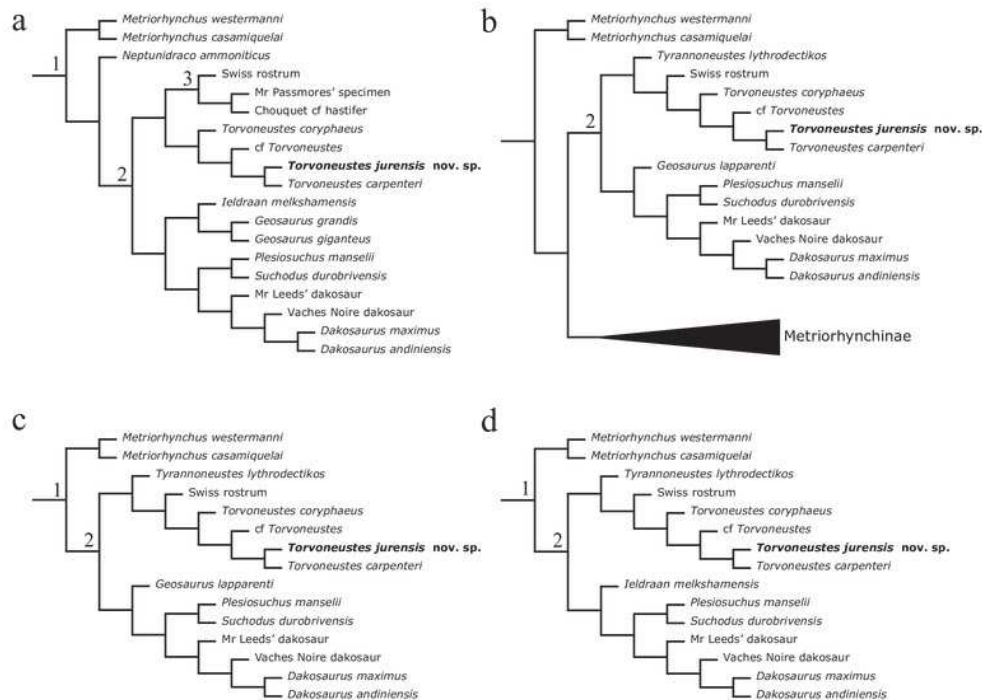 a
Metriorhynchus westermanni
Metriorhynchus casamiquelai
1
Neptunidraco ammoniticus
3
Swiss rostrum
Mr Passmores' specimen
Chouquet cf hastifer
Torvoneustes coryphaeus
cf Torvoneustes
2
Torvoneustes jurensis nov. sp.
Torvoneustes carpenteri
Ieldraan melkshamensis
Geosaurus grandis
Geosaurus giganteus
Plesiosuchus manselii
Suchodus durobrivensis
Mr Leeds' dakosaur
Vaches Noire dakosaur
Dakosaurus maximus
Dakosaurus andiniensis
b
Metriorhynchus westermanni
Metriorhynchus casamiquelai
Tyrannoneustes lythrodectikos
Swiss rostrum
Torvoneustes coryphaeus
cf Torvoneustes
2
Torvoneustes jurensis nov. sp.
Torvoneustes carpenteri
Geosaurus lapparenti
Plesiosuchus manselii
Suchodus durobrivensis
Mr Leeds' dakosaur
Vaches Noire dakosaur
Dakosaurus maximus
Dakosaurus andiniensis
Metriorhynchinae
c
Metriorhynchus westermanni
Metriorhynchus casamiquelai
Tyrannoneustes lythrodectikos
1
Swiss rostrum
Torvoneustes coryphaeus
cf Torvoneustes
2
Torvoneustes jurensis nov. sp.
Torvoneustes carpenteri
Geosaurus lapparenti
Plesiosuchus manselii
Suchodus durobrivensis
Mr Leeds' dakosaur
Vaches Noire dakosaur
Dakosaurus maximus
Dakosaurus andiniensis
d
Metriorhynchus westermanni
Metriorhynchus casamiquelai
Tyrannoneustes lythrodectikos
1
Swiss rostrum
Torvoneustes coryphaeus
cf Torvoneustes
2
Torvoneustes jurensis nov. sp.
Torvoneustes carpenteri
Ieldraan melkshamensis
Plesiosuchus manselii
Suchodus durobrivensis
Mr Leeds' dakosaur
Vaches Noire dakosaur
Dakosaurus maximus
Dakosaurus andiniensis